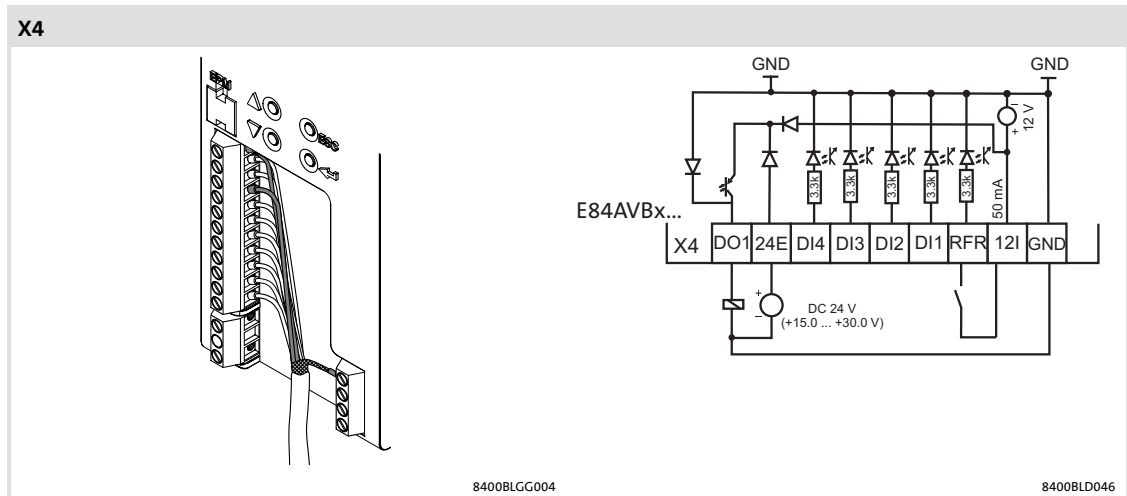 X4
EPM
ESC
8400BLGG004
GND
GND
12 V
+
–
3.3k
3.3k
3.3k
3.3k
3.3k
50 mA
E84AVBx...
X4 DO1 24E DI4 DI3 DI2 DI1 RFR 12I GND
+
–
DC 24 V
(+15.0 ... +30.0 V)
8400BLD046